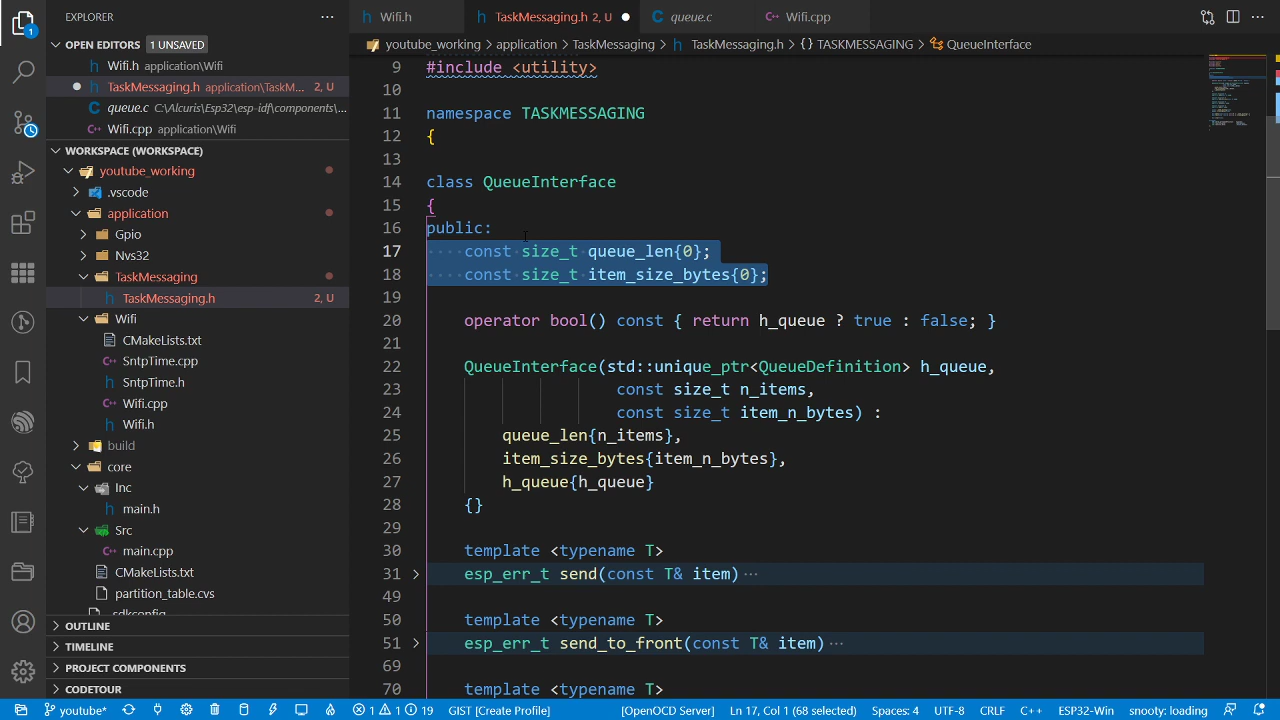 EXPLORER
1
OPEN EDITORS 1 UNSAVED
Wifi.h application\Wifi
TaskMessaging.h application\TaskM... 2, U
queue.c C:\Alcuris\Esp32\esp-idf\components\...
Wifi.cpp application\Wifi
WORKSPACE (WORKSPACE)
youtube_working
.vscode
application
Gpio
Nvs32
TaskMessaging
TaskMessaging.h 2, U
Wifi
CMakeLists.txt
SntpTime.cpp
SntpTime.h
Wifi.cpp
Wifi.h
build
core
Inc
main.h
Src
main.cpp
CMakeLists.txt
partition_table.cvs
sdkconfig
OUTLINE
TIMELINE
PROJECT COMPONENTS
CODETOUR
Wifi.h TaskMessaging.h 2, U queue.c Wifi.cpp
youtube_working > application > TaskMessaging > TaskMessaging.h > {} TASKMESSAGING > QueueInterface
9 #include <utility>
10
11 namespace TASKMESSAGING
12 {
13
14 class QueueInterface
15 {
16 public:
17 const size_t queue_len{0};
18 const size_t item_size_bytes{0};
19
20 operator bool() const { return h_queue ? true : false; }
21
22 QueueInterface(std::unique_ptr<QueueDefinition> h_queue,
23 const size_t n_items,
24 const size_t item_n_bytes) :
25 queue_len{n_items},
26 item_size_bytes{item_n_bytes},
27 h_queue{h_queue}
28 {}
29
30 template <typename T>
31 esp_err_t send(const T& item) ...
49
50 template <typename T>
51 esp_err_t send_to_front(const T& item) ...
69
70 template <typename T>
youtube* 1 1 19 GIST [Create Profile] [OpenOCD Server] Ln 17, Col 1 (68 selected) Spaces: 4 UTF-8 CRLF C++ ESP32-Win snooty: loading